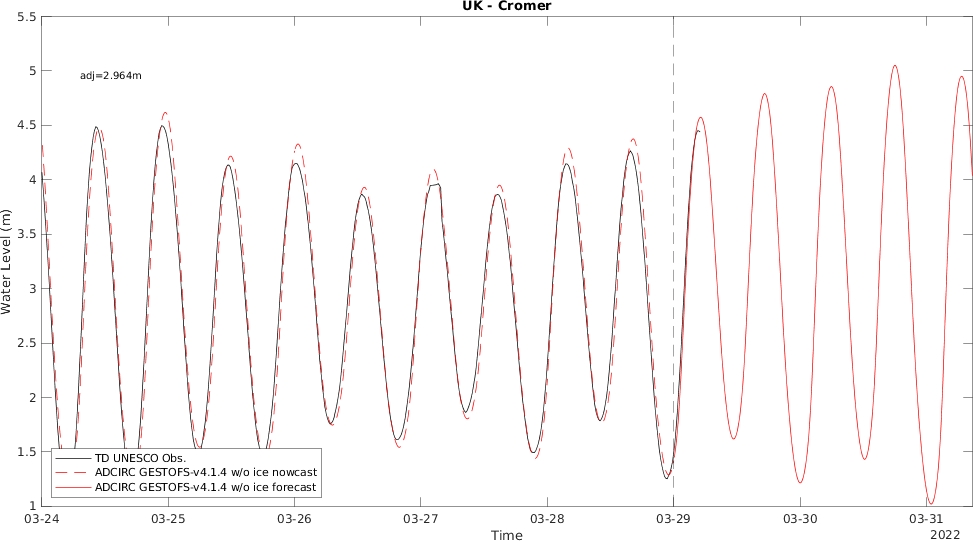 UK - Cromer
5.5
5
4.5
4
3.5
3
2.5
2
1.5
1
Water Level (m)
adj=2.964m
TD UNESCO Obs.
ADCIRC GESTOFS-v4.1.4 w/o ice nowcast
ADCIRC GESTOFS-v4.1.4 w/o ice forecast
03-24 03-25 03-26 03-27 03-28 03-29 03-30 03-31
Time
2022